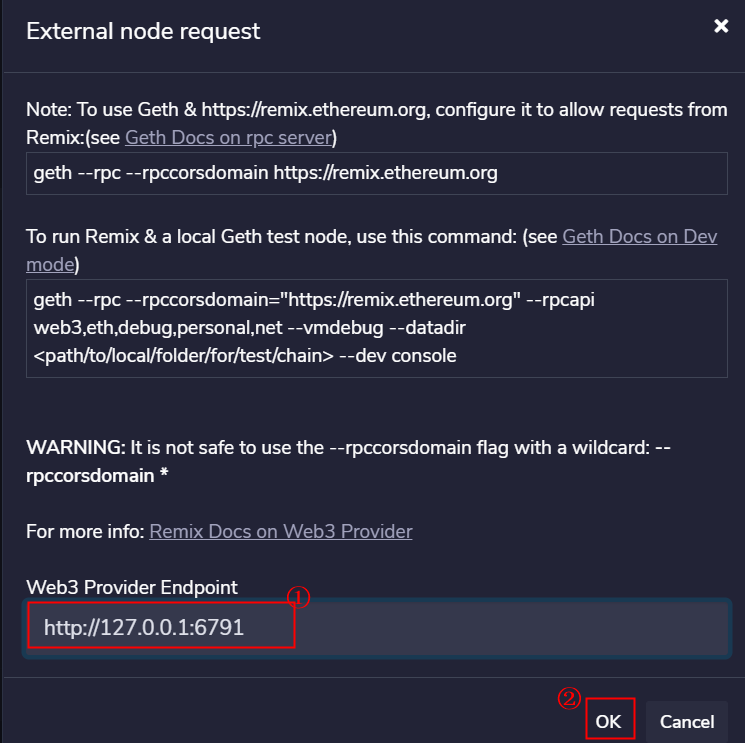 External node request
×
Note: To use Geth & https://remix.ethereum.org, configure it to allow requests from
Remix:(see Geth Docs on rpc server)
geth --rpc --rpccorsdomain https://remix.ethereum.org
To run Remix & a local Geth test node, use this command: (see Geth Docs on Dev
mode)
geth --rpc --rpccorsdomain="https://remix.ethereum.org" --rpcapi
web3,eth,debug,personal,net --vmdebug --datadir
<path/to/local/folder/for/test/chain> --dev console
WARNING: It is not safe to use the --rpccorsdomain flag with a wildcard: --
rpccorsdomain *
For more info: Remix Docs on Web3 Provider
Web3 Provider Endpoint
①
http://127.0.0.1:6791
②
OK
Cancel